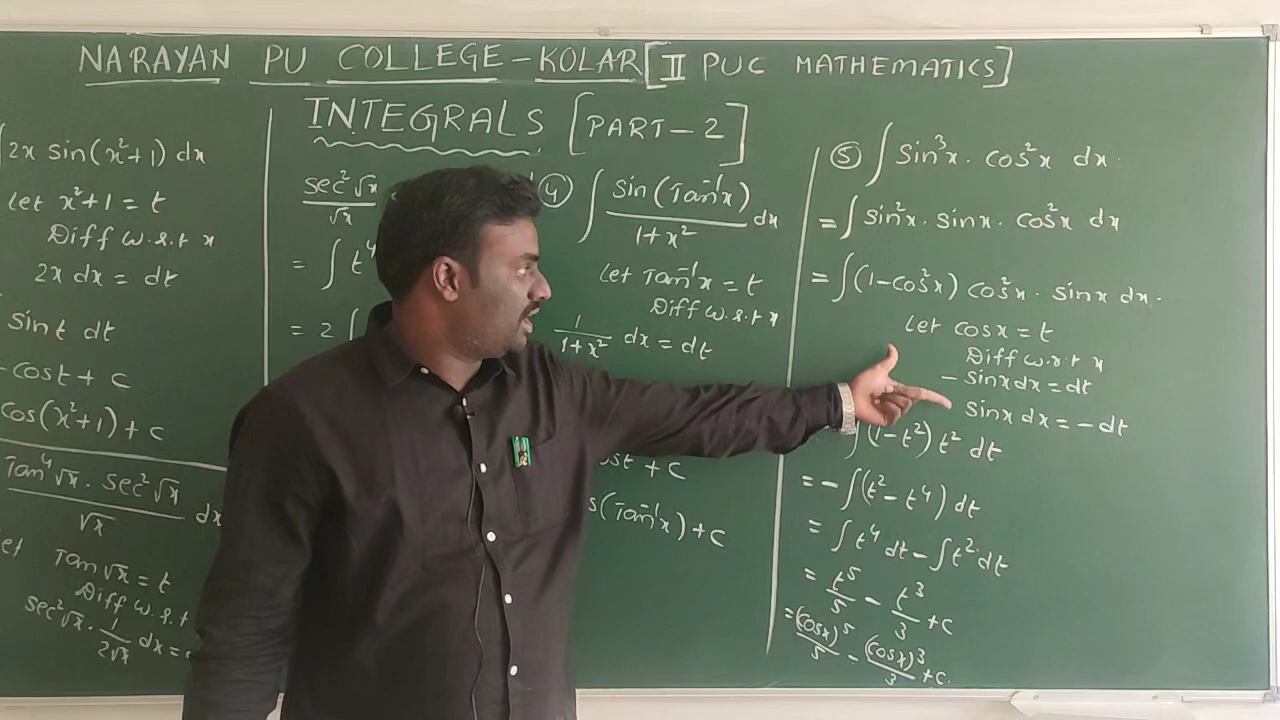 NARAYAN PU COLLEGE - KOLAR [II PUC MATHEMATICS]
INTEGRALS [PART-2]
∫ 2x sin(x²+1) dx
Let x²+1 = t
Diff w.r.t x
2x dx = dt
sint dt
-cost + c
cos(x²+1) + c
Tan⁴√x . sec²√x / √x dx
Tan√x = t
Diff w.r.t
sec²√x . 1/2√x dx =
sec²√x / √x
= ∫ t⁴
= 2 ∫
④ ∫ sin(Tan⁻¹x) / 1+x² dx
Let Tan⁻¹x = t
Diff w.r.t x
1/1+x² dx = dt
+ c
(Tan⁻¹x) + c
⑤ ∫ sin³x . cos²x dx.
= ∫ sin²x . sinx . cos²x dx
= ∫ (1-cos²x) cos²x . sinx dx.
Let cosx = t
Diff w.r.t x
- sinx dx = dt
sinx dx = - dt
∫ (1-t²) t² dt
= - ∫ (t² - t⁴) dt
= ∫ t⁴ dt - ∫ t² dt
= t⁵/5 - t³/3 + c
= (cosx)⁵/5 - (cosx)³/3 + c.